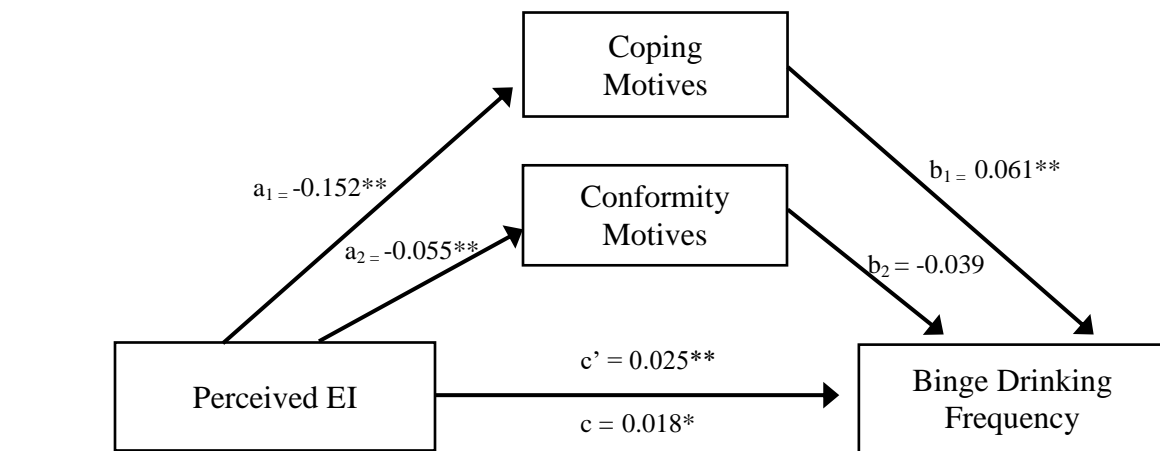 Coping
Motives
a1 = -0.152**
b1 = 0.061**
Conformity
Motives
a2 = -0.055**
b2 = -0.039
Perceived EI
c’ = 0.025**
c = 0.018*
Binge Drinking
Frequency